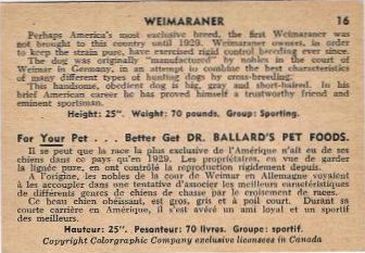 WEIMARANER 16
Perhaps America's most exclusive breed, the first Weimaraner was
not brought to this country until 1929. Weimaraner owners, in order
to keep the strain pure, have exercised rigid control breeding ever since.
The dog was originally "manufactured" by nobles in the court of
Weimar in Germany, in an attempt to combine the best characteristics
of many different types of hunting dogs by cross-breeding.
This handsome, obedient dog is big, gray and short-haired. In his
brief American career he has proved himself a trustworthy friend and
eminent sportsman.
Height: 25". Weight: 70 pounds. Group: Sporting.
For Your Pet . . . Better Get DR. BALLARD'S PET FOODS.
Il se peut que la race la plus exclusive de l'Amérique n'ait eu de ses
chiens dans ce pays qu'en 1929. Les propriétaires, en vue de garder
la lignée pure, en ont contrôlé la reproduction rigidement depuis.
A l'origine, les nobles de la cour de Weimar en Allemagne voyaient
à les accoupler dans une tentative d'associer les meilleurs caractéristiques
de différents genres de chiens de chasse par le croisement de races.
Ce beau chien obéissant, est gros, gris et à poil court. Durant sa
courte carrière en Amérique, il s'est avéré un ami loyal et un sportif
des meilleurs.
Hauteur: 25". Pesanteur: 70 livres. Groupe: sportif.
Copyright Colorgraphic Company exclusive licensees in Canada